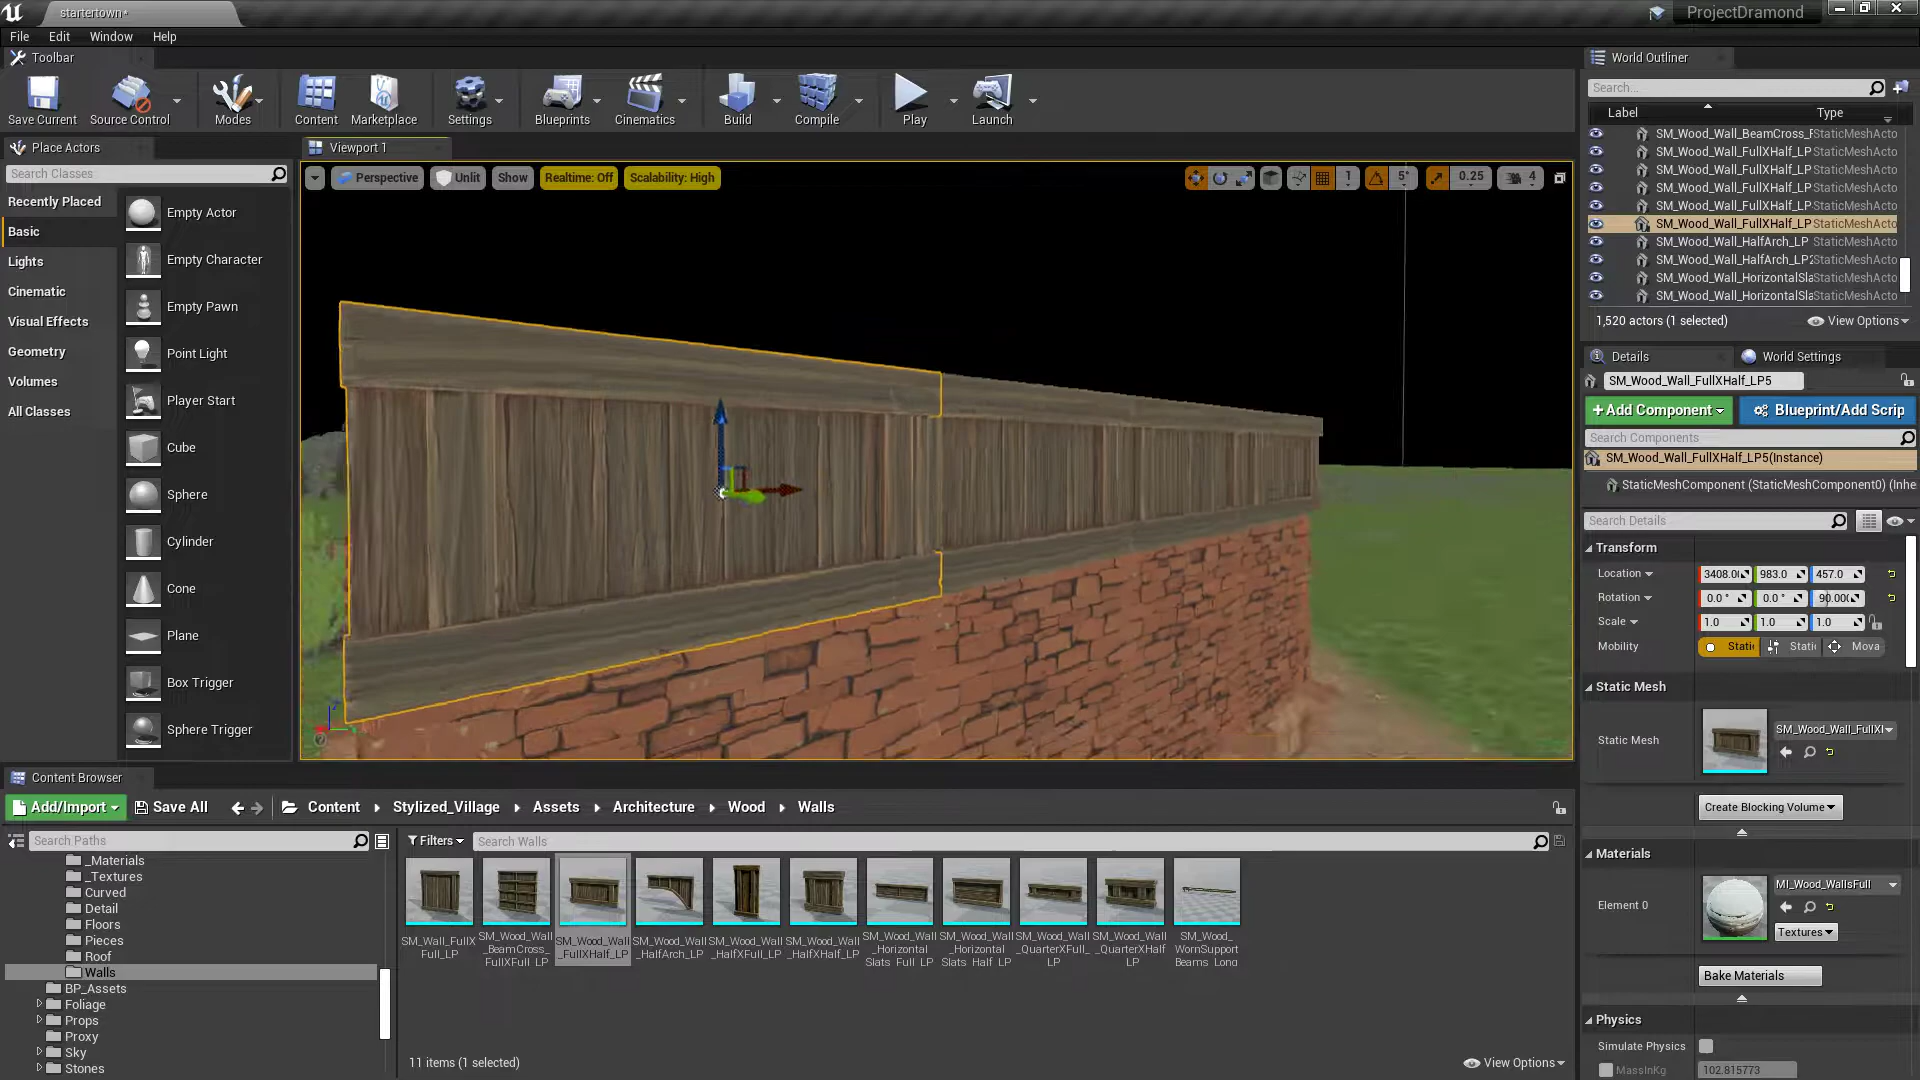 startertown*
ProjectDramond
File Edit Window Help
Toolbar
Save Current Source Control Modes Content Marketplace Settings Blueprints Cinematics Build Compile Play Launch
Place Actors
Search Classes
Recently Placed
Basic
Lights
Cinematic
Visual Effects
Geometry
Volumes
All Classes
Empty Actor
Empty Character
Empty Pawn
Point Light
Player Start
Cube
Sphere
Cylinder
Cone
Plane
Box Trigger
Sphere Trigger
Viewport 1
Perspective Unlit Show Realtime: Off Scalability: High 1 5° 0.25 4
World Outliner
Search...
Label Type
SM_Wood_Wall_BeamCross_F StaticMeshActo
SM_Wood_Wall_FullXHalf_LP StaticMeshActo
SM_Wood_Wall_FullXHalf_LP StaticMeshActo
SM_Wood_Wall_FullXHalf_LP StaticMeshActo
SM_Wood_Wall_FullXHalf_LP StaticMeshActo
SM_Wood_Wall_FullXHalf_LP StaticMeshActo
SM_Wood_Wall_HalfArch_LP StaticMeshActo
SM_Wood_Wall_HalfArch_LP2 StaticMeshActo
SM_Wood_Wall_HorizontalSla StaticMeshActo
SM_Wood_Wall_HorizontalSla StaticMeshActo
1,520 actors (1 selected) View Options
Details World Settings
SM_Wood_Wall_FullXHalf_LP5
+Add Component Blueprint/Add Scrip
Search Components
SM_Wood_Wall_FullXHalf_LP5(Instance)
StaticMeshComponent (StaticMeshComponent0) (Inhe
Search Details
Transform
Location 3408.0 983.0 457.0
Rotation 0.0 ° 0.0 ° 90.00
Scale 1.0 1.0 1.0
Mobility Stati Stati Mova
Static Mesh
Static Mesh SM_Wood_Wall_FullXI
Create Blocking Volume
Materials
Element 0 MI_Wood_WallsFull
Textures
Bake Materials
Physics
Simulate Physics
MassInKg 102.815773
Content Browser
Add/Import Save All Content Stylized_Village Assets Architecture Wood Walls
Search Paths
_Materials
_Textures
Curved
Detail
Floors
Pieces
Roof
Walls
BP_Assets
Foliage
Props
Proxy
Sky
Stones
Filters Search Walls
SM_Wall_FullX
Full_LP
SM_Wood_Wall
_BeamCross_
FullXFull_LP
SM_Wood_Wall
_FullXHalf_LP
SM_Wood_Wall
_HalfArch_LP
SM_Wood_Wall
_HalfXFull_LP
SM_Wood_Wall
_HalfXHalf_LP
SM_Wood_Wall
_Horizontal
Slats_Full_LP
SM_Wood_Wall
_Horizontal
Slats_Half_LP
SM_Wood_Wall
_QuarterXFull_
LP
SM_Wood_Wall
_QuarterXHalf
LP
SM_Wood_
WornSupport
Beams_Long
11 items (1 selected) View Options